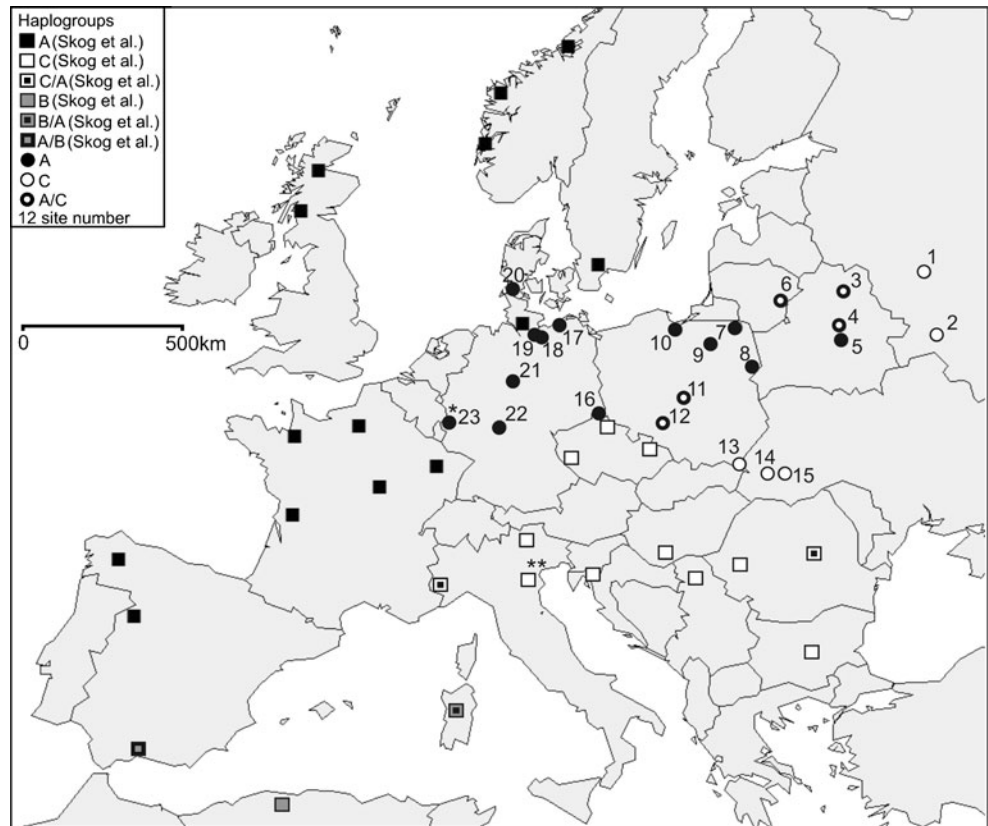 Haplogroups
A (Skog et al.)
C (Skog et al.)
C/A (Skog et al.)
B (Skog et al.)
B/A (Skog et al.)
A/B (Skog et al.)
A
C
A/C
12 site number
1
20
6
3
0
500km
17
10
7
4
2
19
18
9
5
8
21
11
16
*23
22
12
13
14
15
**